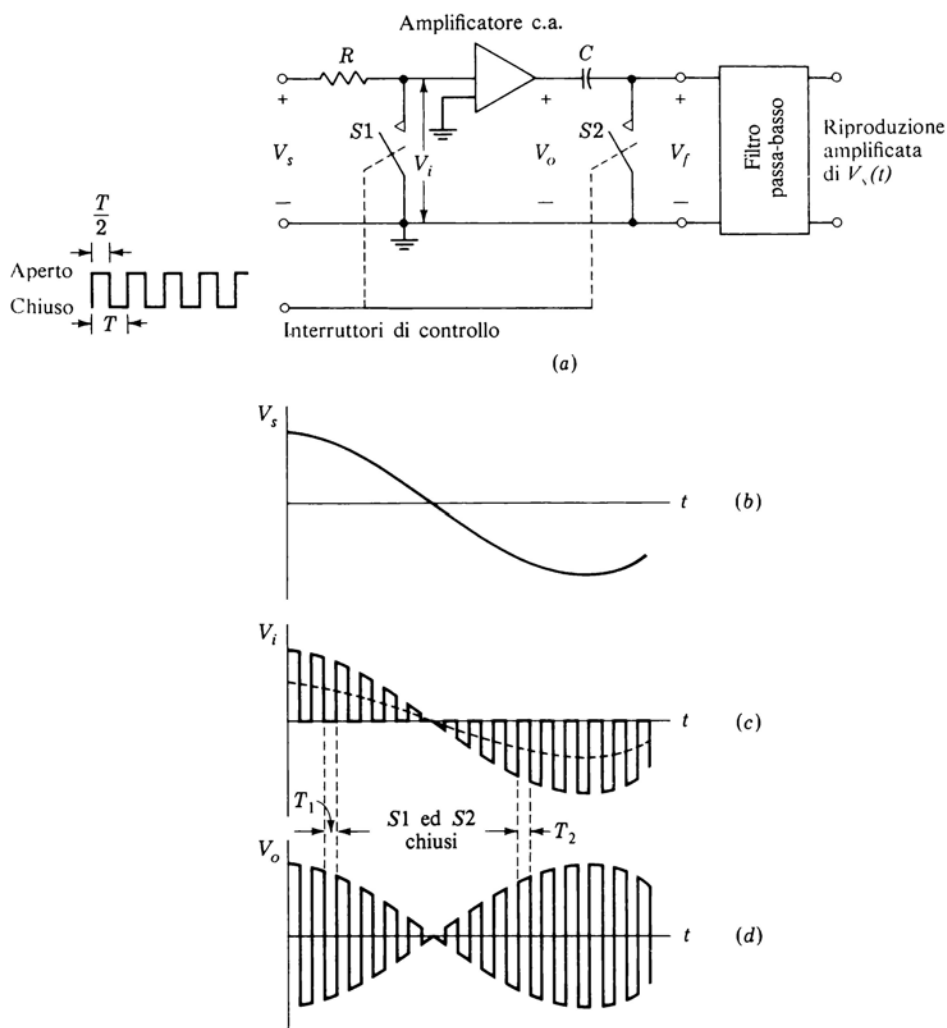 Amplificatore c.a.
R
C
+
S1
V_i
+
S2
+
V_s
V_o
V_f
−
−
−
Filtro passa-basso
Riproduzione
amplificata
di V_s(t)
T/2
Aperto
Chiuso
T
Interruttori di controllo
(a)
V_s
t
(b)
V_i
t
(c)
T_1
S1 ed S2
chiusi
T_2
V_o
t
(d)